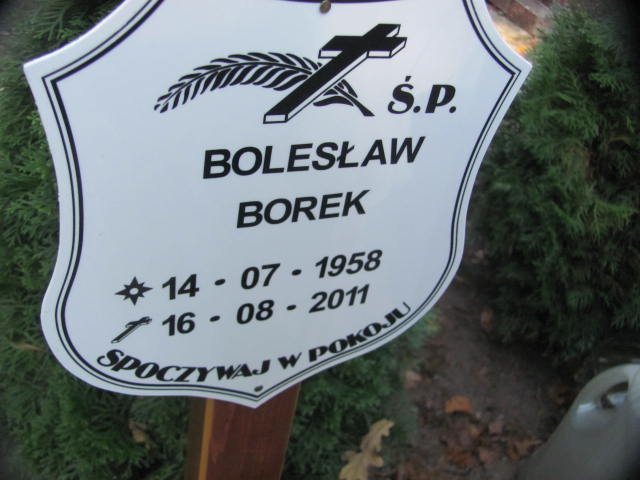 Ś.P.
BOLESŁAW
BOREK
14 - 07 - 1958
16 - 08 - 2011
SPOCZYWAJ W POKOJU